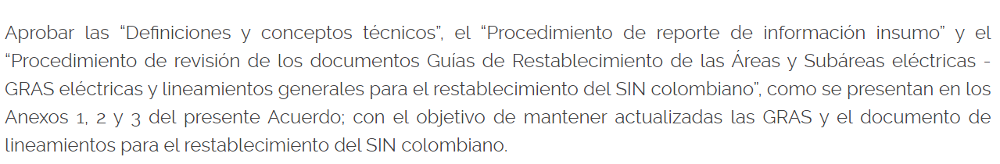 Aprobar las “Definiciones y conceptos técnicos”, el “Procedimiento de reporte de información insumo” y el
“Procedimiento de revisión de los documentos Guías de Restablecimiento de las Áreas y Subáreas eléctricas -
GRAS eléctricas y lineamientos generales para el restablecimiento del SIN colombiano”, como se presentan en los
Anexos 1, 2 y 3 del presente Acuerdo; con el objetivo de mantener actualizadas las GRAS y el documento de
lineamientos para el restablecimiento del SIN colombiano.